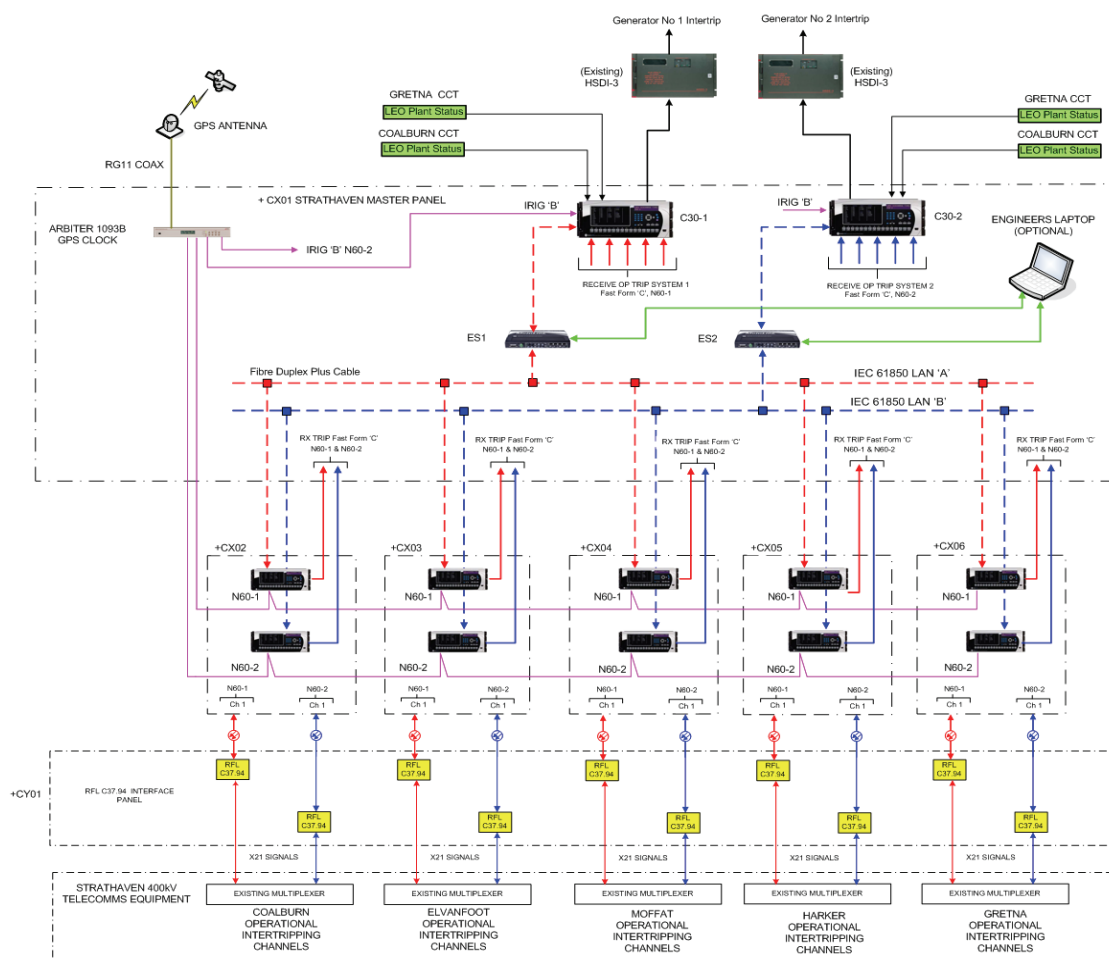 Generator No 1 Intertrip
Generator No 2 Intertrip
(Existing)
HSDI-3
(Existing)
HSDI-3
GRETNA CCT
LEO Plant Status
COALBURN CCT
LEO Plant Status
GRETNA CCT
LEO Plant Status
COALBURN CCT
LEO Plant Status
GPS ANTENNA
RG11 COAX
+ CX01 STRATHAVEN MASTER PANEL
ARBITER 1093B
GPS CLOCK
IRIG 'B'
C30-1
IRIG 'B'
C30-2
ENGINEERS LAPTOP
(OPTIONAL)
IRIG 'B' N60-2
RECEIVE OP TRIP SYSTEM 1
Fast Form 'C', N60-1
RECEIVE OP TRIP SYSTEM 2
Fast Form 'C', N60-2
ES1
ES2
Fibre Duplex Plus Cable
IEC 61850 LAN 'A'
IEC 61850 LAN 'B'
RX TRIP Fast Form 'C'
N60-1 & N60-2
RX TRIP Fast Form 'C'
N60-1 & N60-2
RX TRIP Fast Form 'C'
N60-1 & N60-2
RX TRIP Fast Form 'C'
N60-1 & N60-2
RX TRIP Fast Form 'C'
N60-1 & N60-2
+CX02
+CX03
+CX04
+CX05
+CX06
N60-1
N60-1
N60-1
N60-1
N60-1
N60-2
N60-2
N60-2
N60-2
N60-2
N60-1
Ch 1
N60-2
Ch 1
N60-1
Ch 1
N60-2
Ch 1
N60-1
Ch 1
N60-2
Ch 1
N60-1
Ch 1
N60-2
Ch 1
N60-1
Ch 1
N60-2
Ch 1
+CY01
RFL C37.94 INTERFACE
PANEL
RFL
C37.94
RFL
C37.94
RFL
C37.94
RFL
C37.94
RFL
C37.94
RFL
C37.94
RFL
C37.94
RFL
C37.94
RFL
C37.94
RFL
C37.94
X21 SIGNALS
X21 SIGNALS
X21 SIGNALS
X21 SIGNALS
X21 SIGNALS
STRATHAVEN 400kV
TELECOMMS EQUIPMENT
EXISTING MULTIPLEXER
EXISTING MULTIPLEXER
EXISTING MULTIPLEXER
EXISTING MULTIPLEXER
EXISTING MULTIPLEXER
COALBURN
OPERATIONAL
INTERTRIPPING
CHANNELS
ELVANFOOT
OPERATIONAL
INTERTRIPPING
CHANNELS
MOFFAT
OPERATIONAL
INTERTRIPPING
CHANNELS
HARKER
OPERATIONAL
INTERTRIPPING
CHANNELS
GRETNA
OPERATIONAL
INTERTRIPPING
CHANNELS